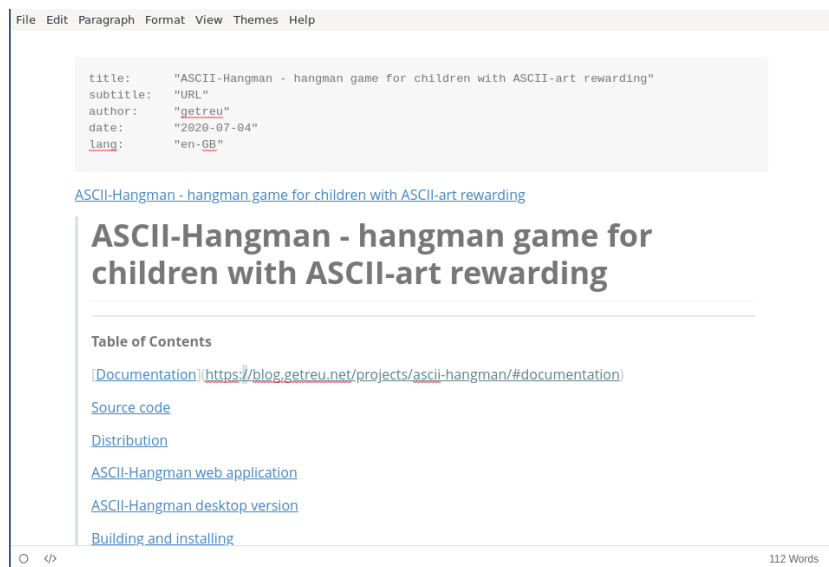 File Edit Paragraph Format View Themes Help
title: "ASCII-Hangman - hangman game for children with ASCII-art rewarding"
subtitle: "URL"
author: "getreu"
date: "2020-07-04"
lang: "en-GB"
ASCII-Hangman - hangman game for children with ASCII-art rewarding
ASCII-Hangman - hangman game for
children with ASCII-art rewarding
Table of Contents
[Documentation](https://blog.getreu.net/projects/ascii-hangman/#documentation)
Source code
Distribution
ASCII-Hangman web application
ASCII-Hangman desktop version
Building and installing
</> 112 Words